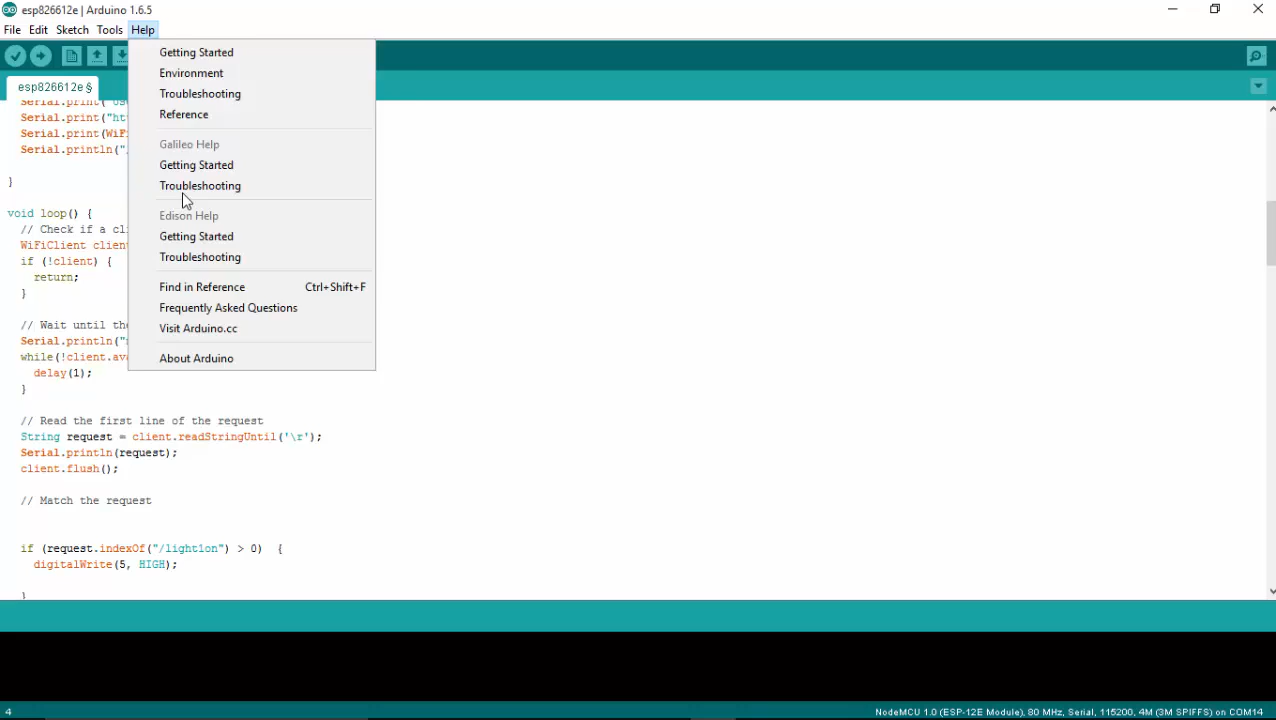 esp826612e | Arduino 1.6.5
File Edit Sketch Tools Help
esp826612e §
Getting Started
Environment
Troubleshooting
Reference
Galileo Help
Getting Started
Troubleshooting
Edison Help
Getting Started
Troubleshooting
Find in Reference Ctrl+Shift+F
Frequently Asked Questions
Visit Arduino.cc
About Arduino
Serial.print("ht
Serial.print(WiF
Serial.println("
}
void loop() {
// Check if a cli
WiFiClient client
if (!client) {
return;
}
// Wait until the
Serial.println("n
while(!client.ava
delay(1);
}
// Read the first line of the request
String request = client.readStringUntil('\r');
Serial.println(request);
client.flush();
// Match the request
if (request.indexOf("/light1on") > 0)  {
digitalWrite(5, HIGH);
}
4
NodeMCU 1.0 (ESP-12E Module), 80 MHz, Serial, 115200, 4M (3M SPIFFS) on COM14